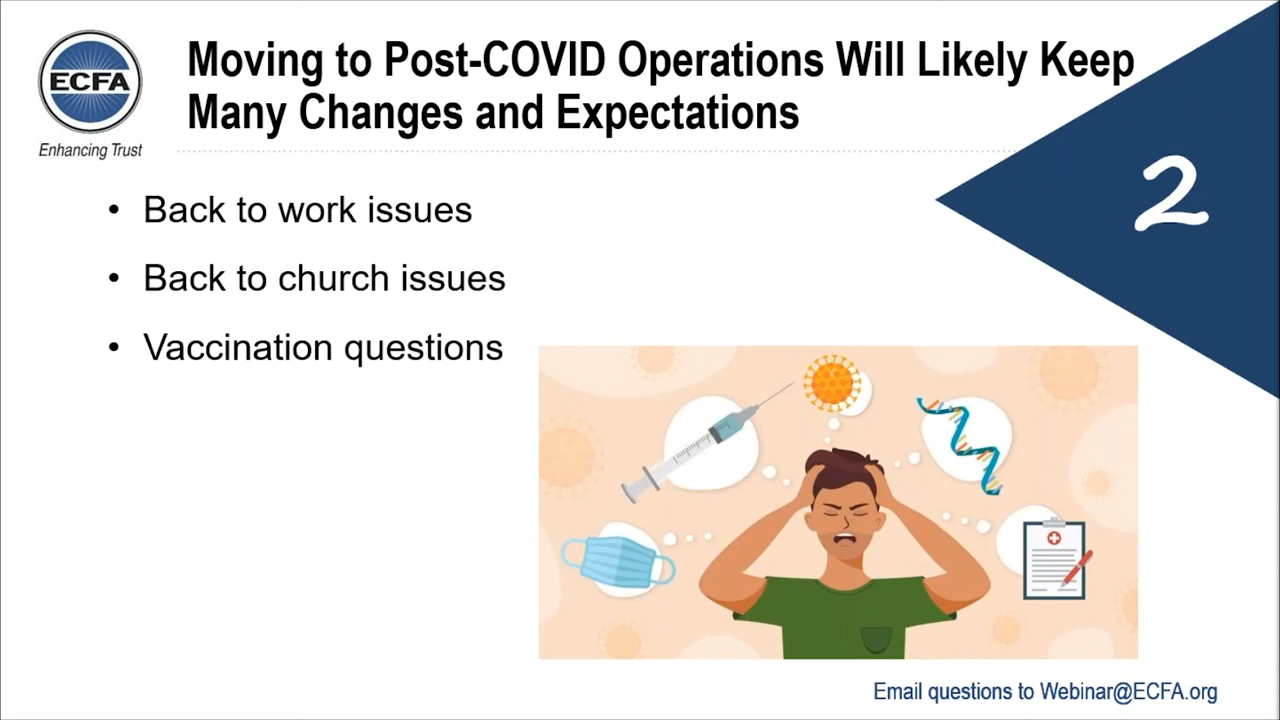 ECFA
Enhancing Trust
Moving to Post-COVID Operations Will Likely Keep
Many Changes and Expectations
2
• Back to work issues
• Back to church issues
• Vaccination questions
Email questions to Webinar@ECFA.org